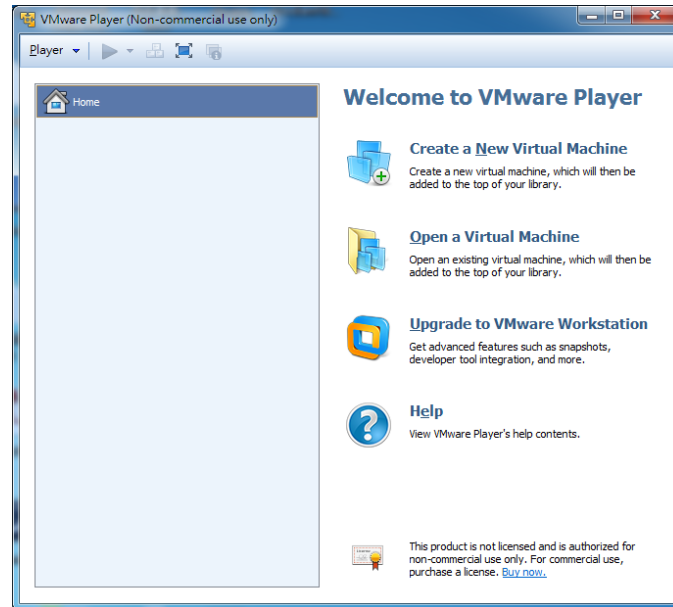 VMware Player (Non-commercial use only)
Player
Home
Welcome to VMware Player
Create a New Virtual Machine
Create a new virtual machine, which will then be
added to the top of your library.
Open a Virtual Machine
Open an existing virtual machine, which will then be
added to the top of your library.
Upgrade to VMware Workstation
Get advanced features such as snapshots,
developer tool integration, and more.
Help
View VMware Player's help contents.
This product is not licensed and is authorized for
non-commercial use only. For commercial use,
purchase a license. Buy now.